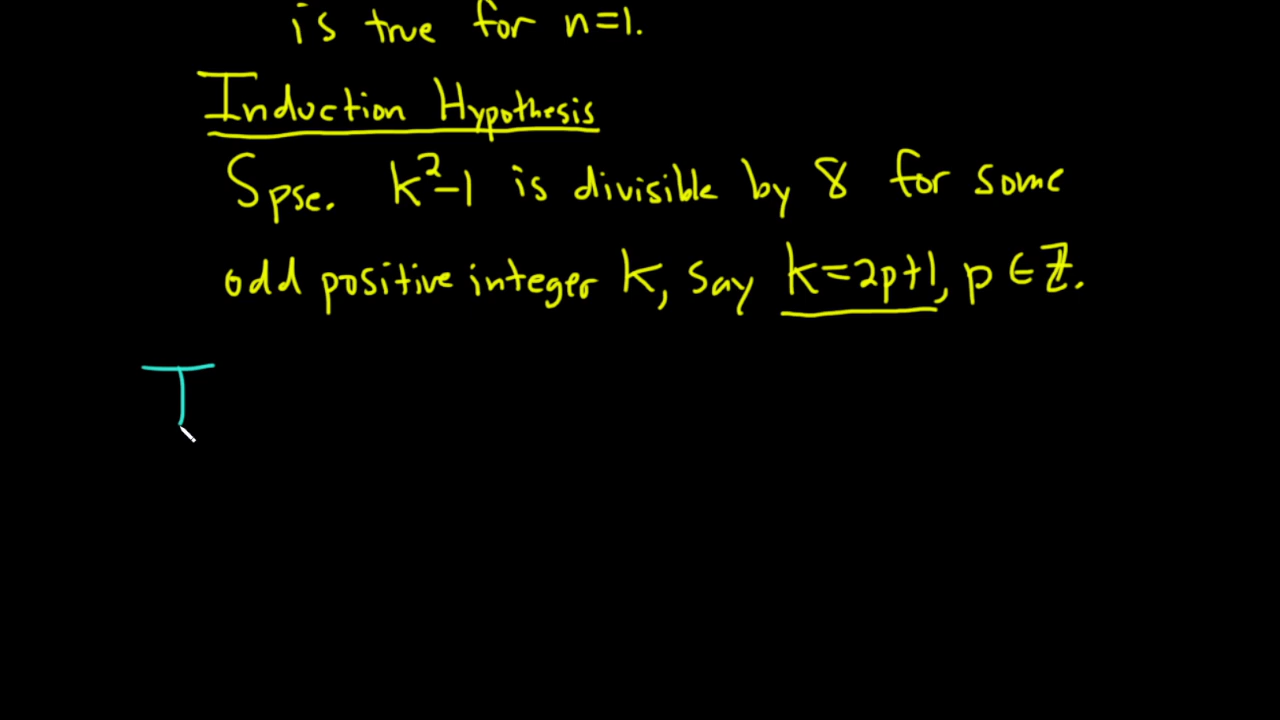 is true for n=1.
Induction Hypothesis
Spse. k²-1 is divisible by 8 for some
odd positive integer k, say k=2p+1, p ∈ ℤ.
T